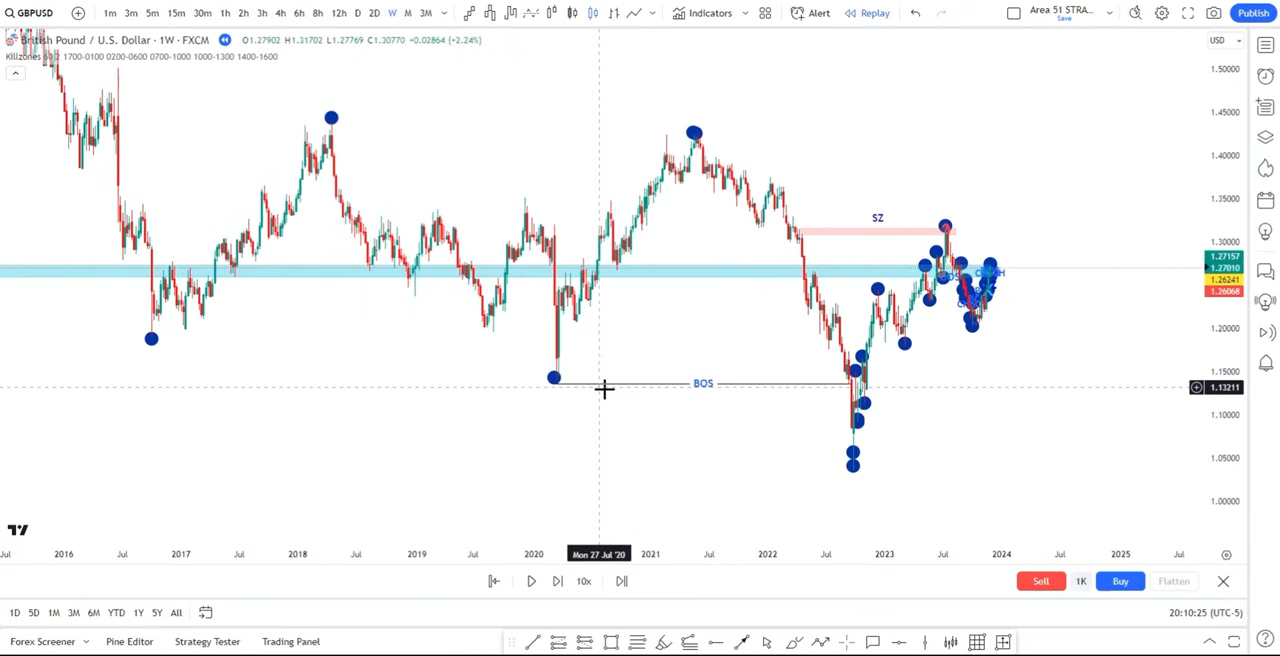 GBPUSD 1m 3m 5m 15m 30m 1h 2h 3h 4h 6h 8h 12h D 2D W M 3M Indicators Alert Replay Area 51 STRA... Save Publish
British Pound / U.S. Dollar · 1W · FXCM O1.27902 H1.31702 L1.27769 C1.30770 +0.02864 (+2.24%) USD
Killzones 60 2 1700-0100 0200-0600 0700-1000 1000-1300 1400-1600
1.50000
1.45000
1.40000
1.35000
SZ
1.30000
1.27157
1.27010
1.26241
1.26068
1.20000
1.15000
BOS
1.13211
1.10000
1.05000
1.00000
Jul 2016 Jul 2017 Jul 2018 Jul 2019 Jul 2020 Mon 27 Jul '20 2021 Jul 2022 Jul 2023 Jul 2024 Jul 2025 Jul
10x Sell 1K Buy Flatten
1D 5D 1M 3M 6M YTD 1Y 5Y All 20:10:25 (UTC-5)
Forex Screener Pine Editor Strategy Tester Trading Panel